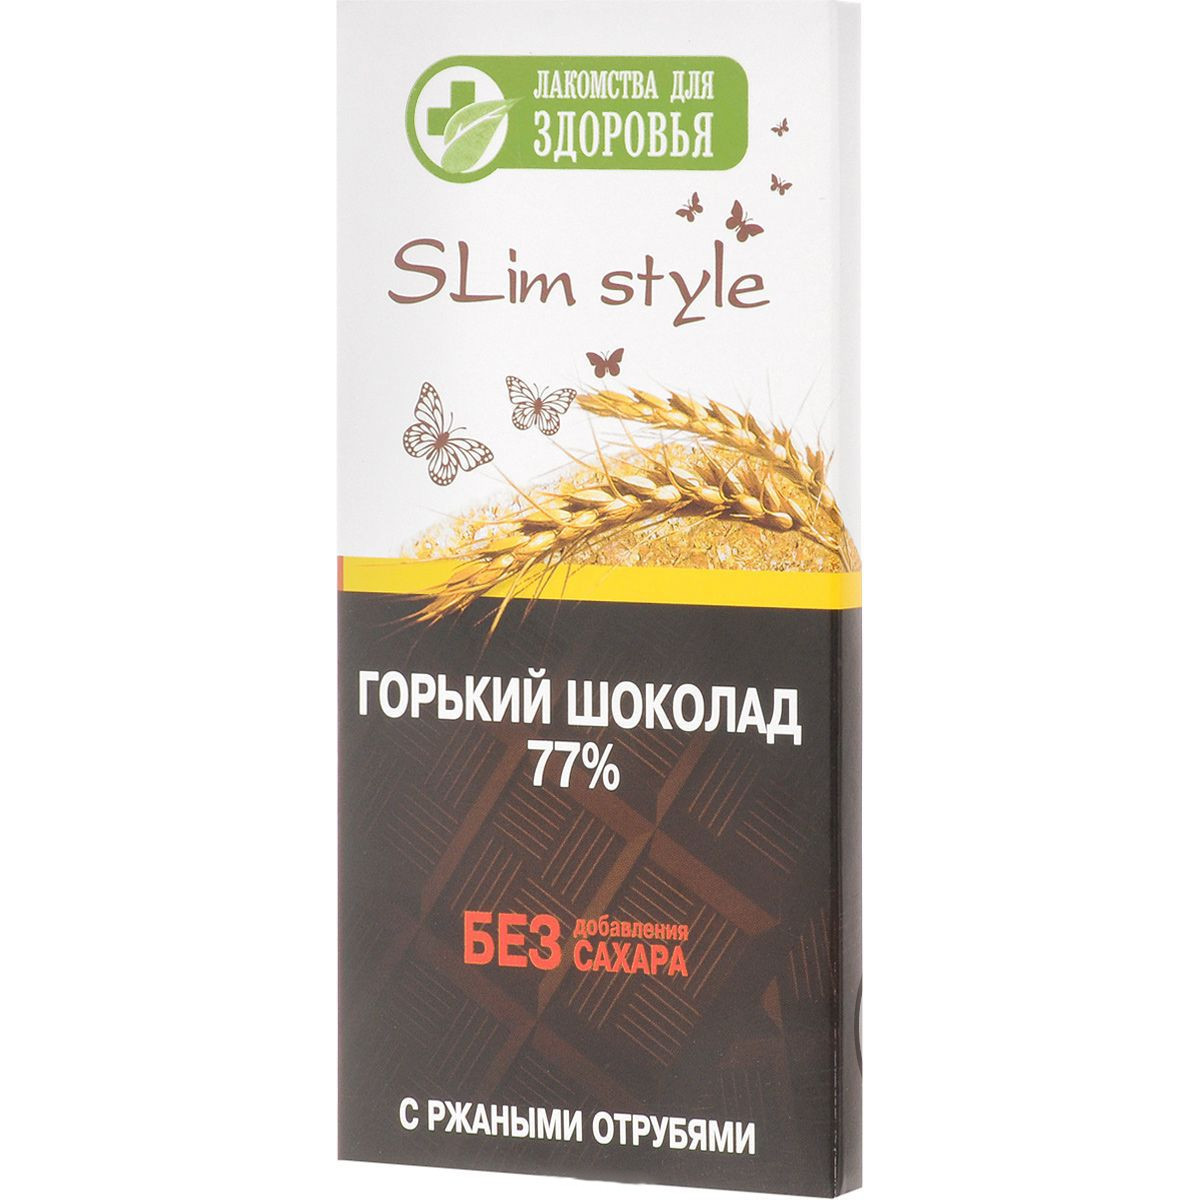 ЛАКОМСТВА ДЛЯ
ЗДОРОВЬЯ
SLim style
ГОРЬКИЙ ШОКОЛАД
77%
БЕЗ добавления
САХАРА
С РЖАНЫМИ ОТРУБЯМИ